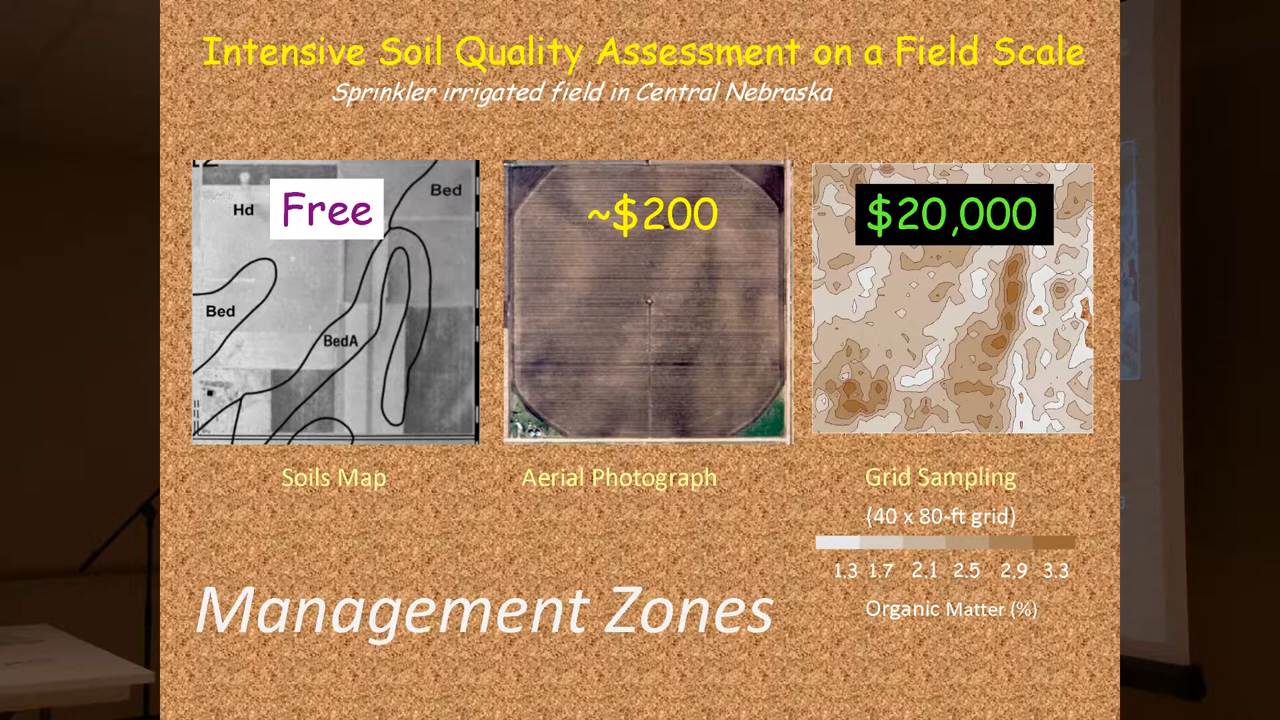 Intensive Soil Quality Assessment on a Field Scale
Sprinkler irrigated field in Central Nebraska
Hd
Free
Bed
Bed
BedA
~$200
$20,000
Soils Map
Aerial Photograph
Grid Sampling
(40 x 80-ft grid)
1.3 1.7 2.1 2.5 2.9 3.3
Organic Matter (%)
Management Zones